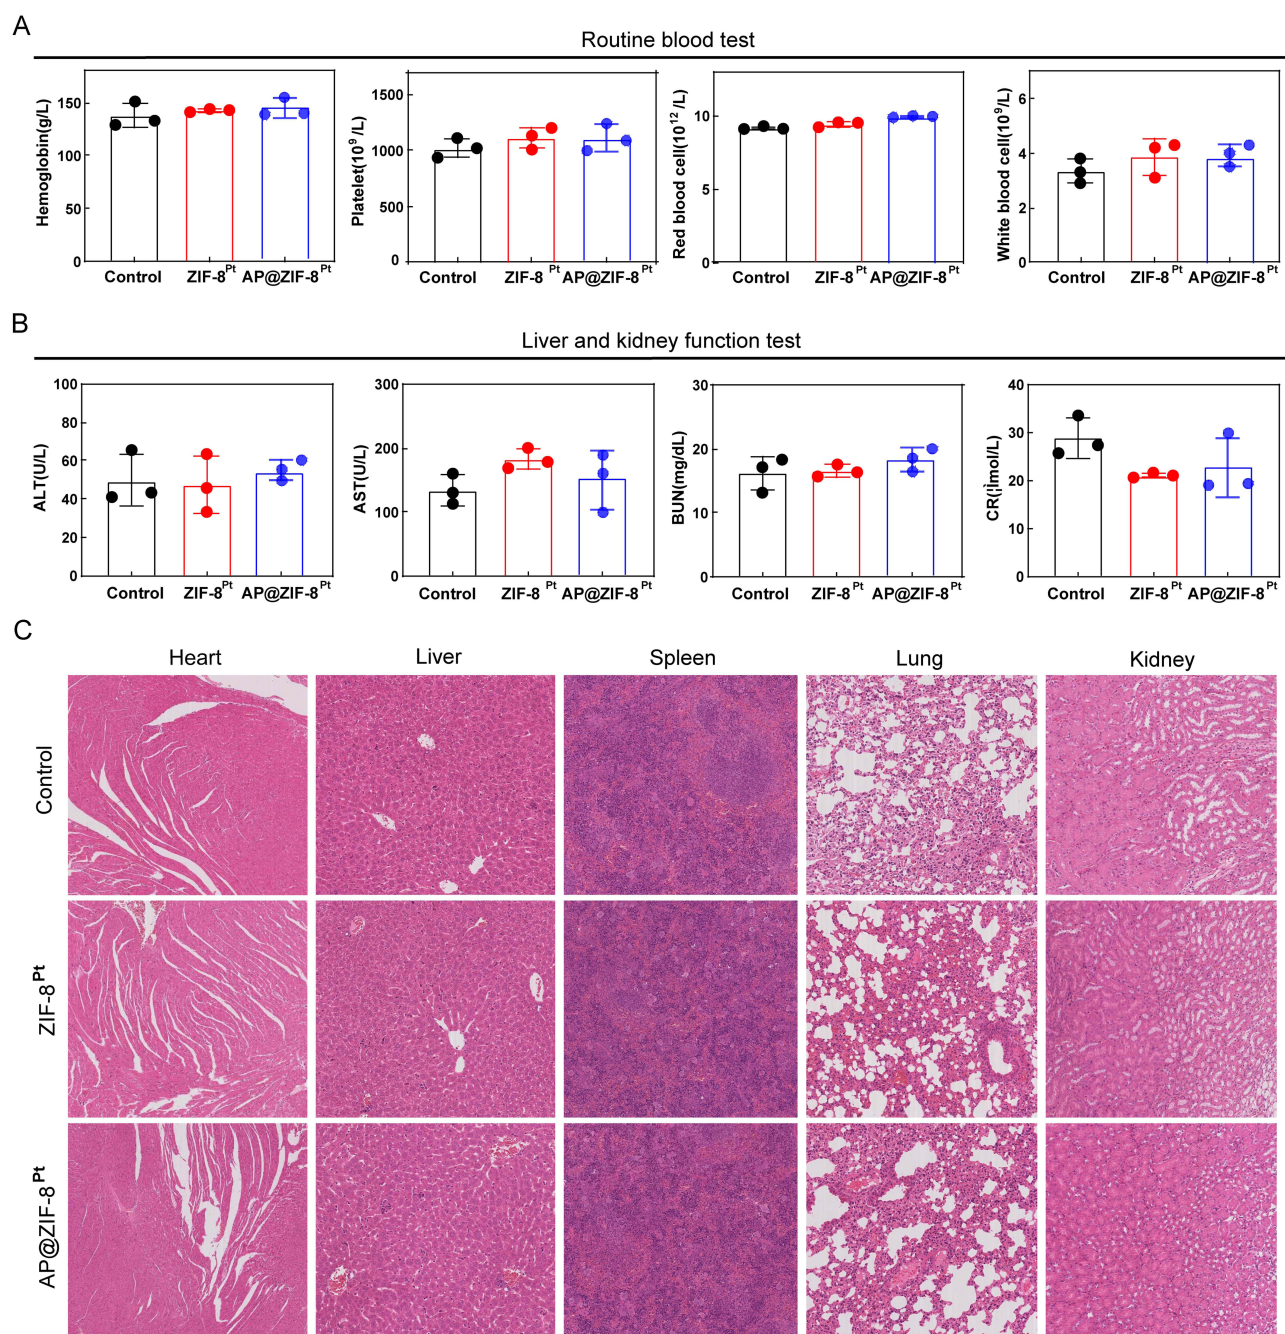 A
Routine blood test
Hemoglobin(g/L)
150
100
50
0
Control ZIF-8Pt AP@ZIF-8Pt
Platelet(10⁹/L)
1500
1000
500
0
Control ZIF-8Pt AP@ZIF-8Pt
Red blood cell(10¹²/L)
10
5
0
Control ZIF-8Pt AP@ZIF-8Pt
White blood cell(10⁹/L)
6
4
2
0
Control ZIF-8Pt AP@ZIF-8Pt
B
Liver and kidney function test
ALT(U/L)
100
80
60
40
20
0
Control ZIF-8Pt AP@ZIF-8Pt
AST(U/L)
300
200
100
0
Control ZIF-8Pt AP@ZIF-8Pt
BUN(mg/dL)
30
20
10
0
Control ZIF-8Pt AP@ZIF-8Pt
CR(¡lmol/L)
40
30
20
10
0
Control ZIF-8Pt AP@ZIF-8Pt
C
Heart Liver Spleen Lung Kidney
Control
ZIF-8Pt
AP@ZIF-8Pt